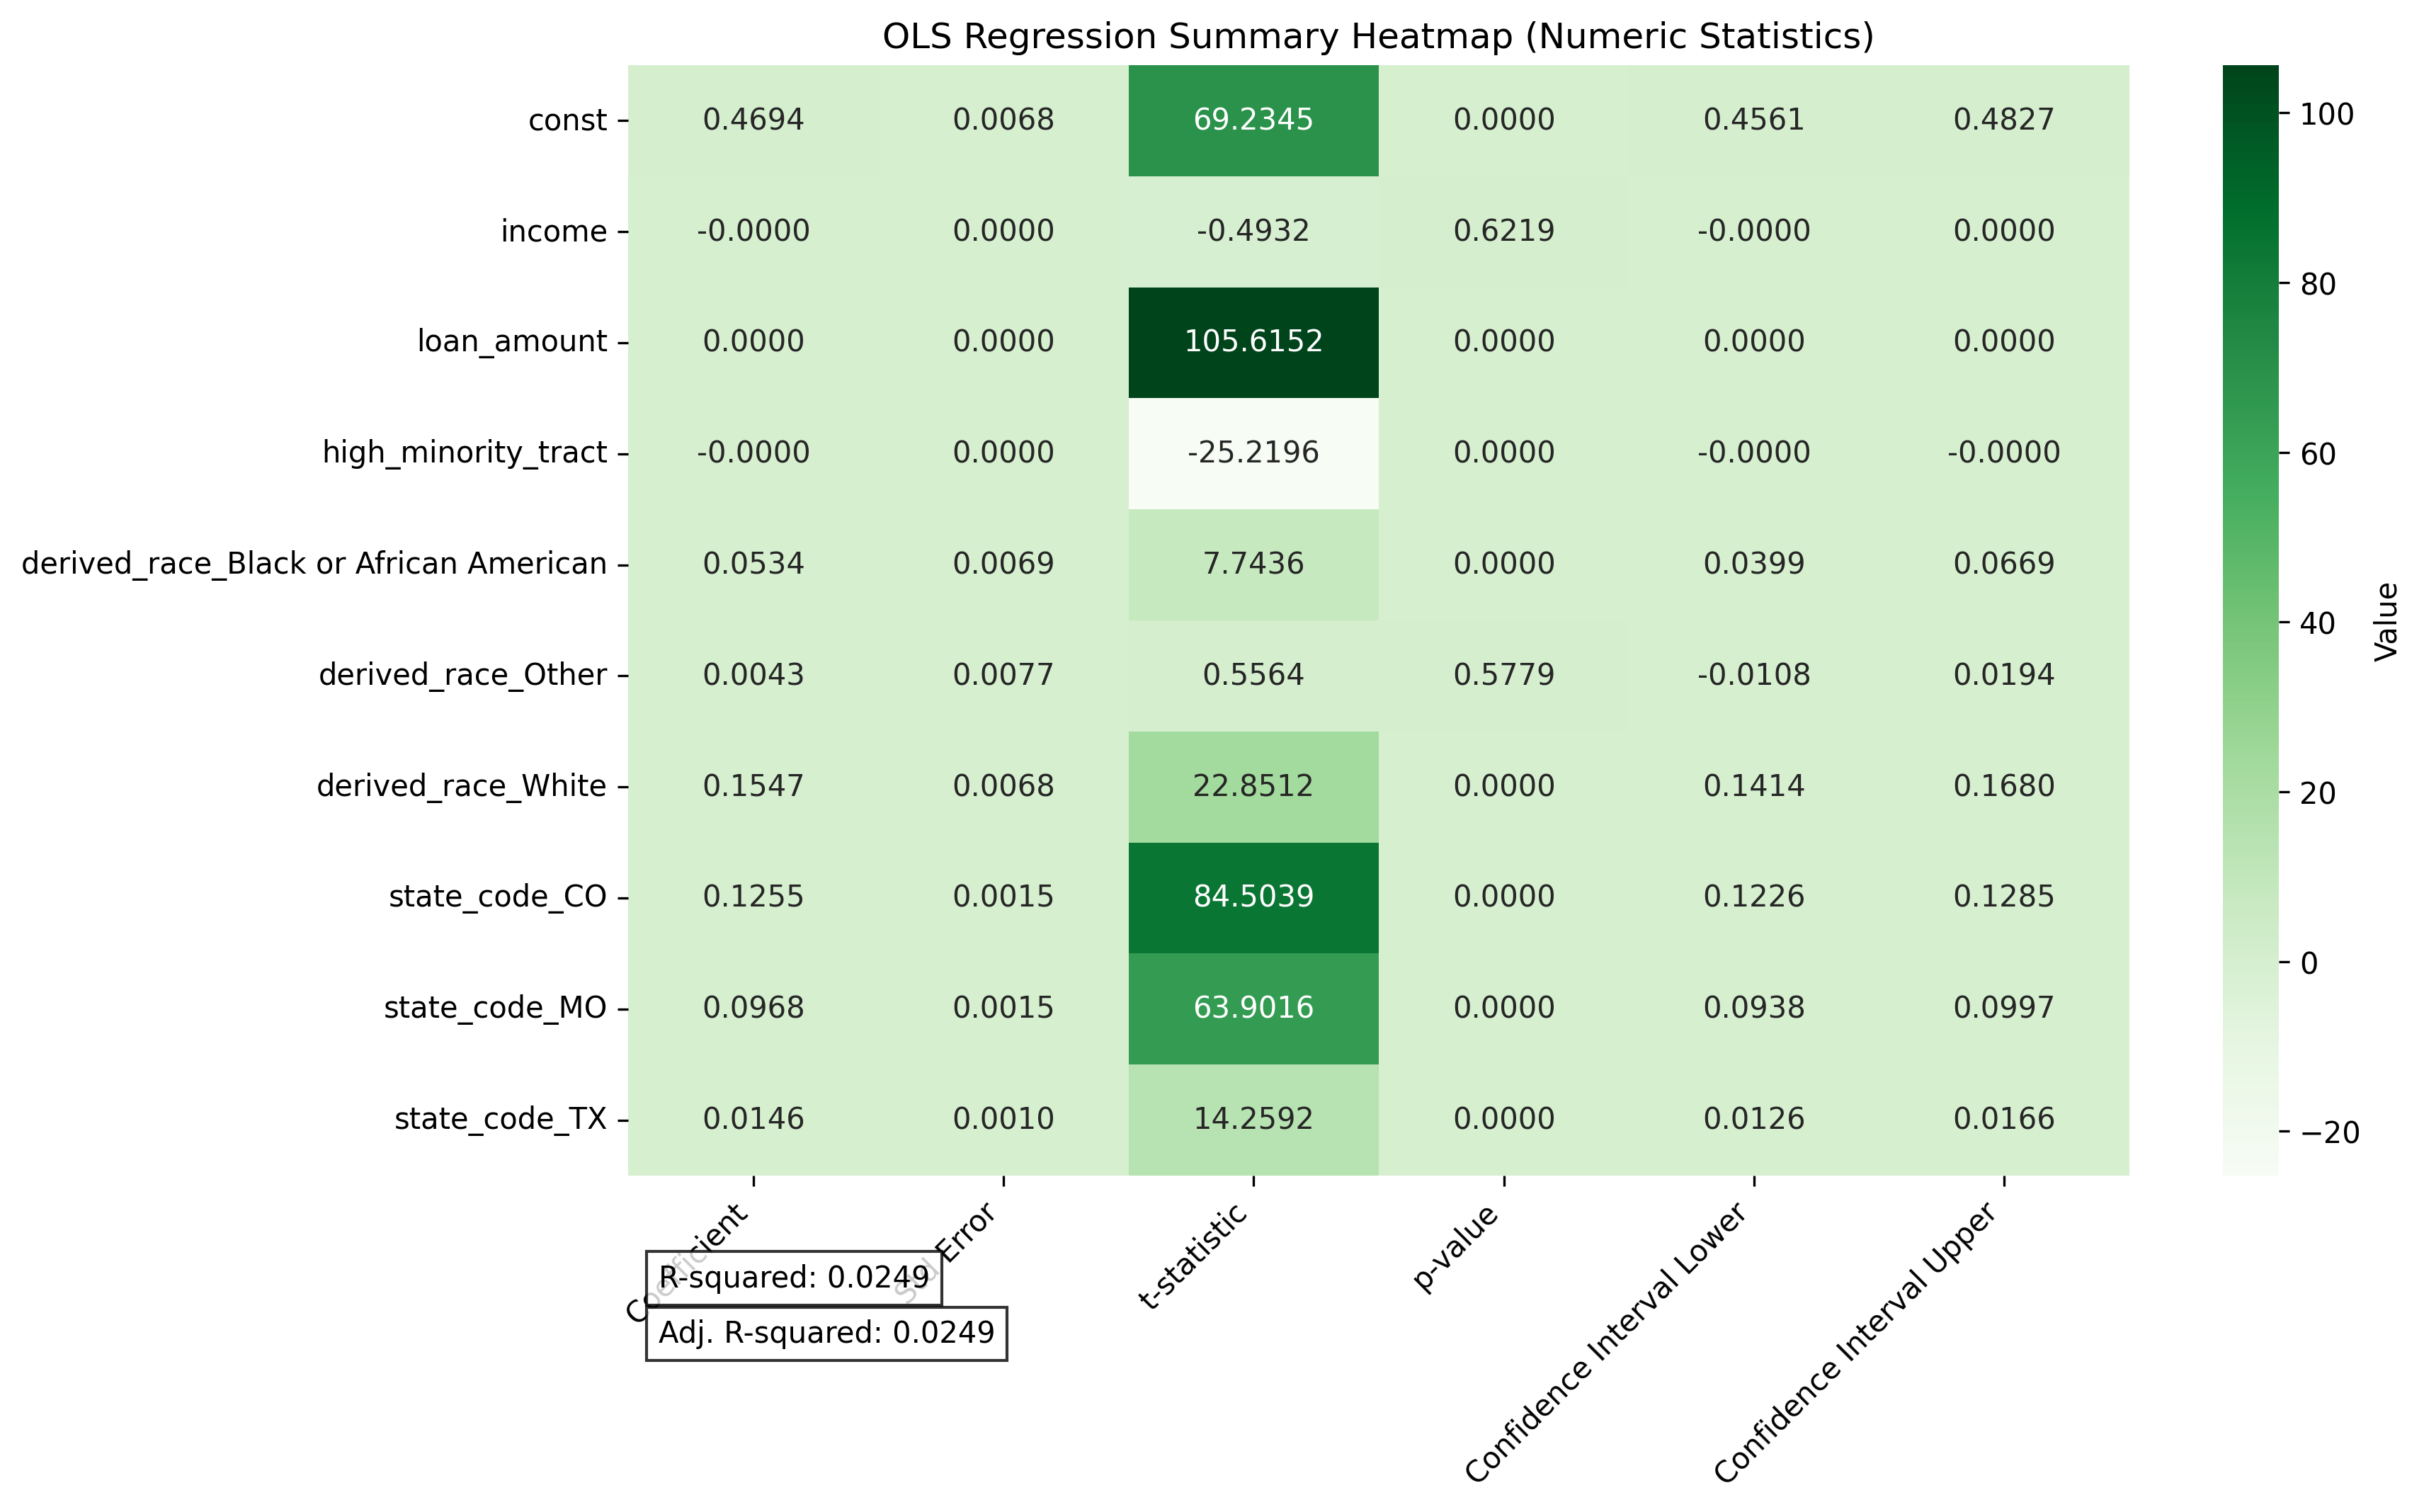 OLS Regression Summary Heatmap (Numeric Statistics)
const 0.4694 0.0068 69.2345 0.0000 0.4561 0.4827
income -0.0000 0.0000 -0.4932 0.6219 -0.0000 0.0000
loan_amount 0.0000 0.0000 105.6152 0.0000 0.0000 0.0000
high_minority_tract -0.0000 0.0000 -25.2196 0.0000 -0.0000 -0.0000
derived_race_Black or African American 0.0534 0.0069 7.7436 0.0000 0.0399 0.0669
derived_race_Other 0.0043 0.0077 0.5564 0.5779 -0.0108 0.0194
derived_race_White 0.1547 0.0068 22.8512 0.0000 0.1414 0.1680
state_code_CO 0.1255 0.0015 84.5039 0.0000 0.1226 0.1285
state_code_MO 0.0968 0.0015 63.9016 0.0000 0.0938 0.0997
state_code_TX 0.0146 0.0010 14.2592 0.0000 0.0126 0.0166
Coefficient
Std Error
t-statistic
p-value
Confidence Interval Lower
Confidence Interval Upper
R-squared: 0.0249
Adj. R-squared: 0.0249
100
80
60
40
20
0
−20
Value